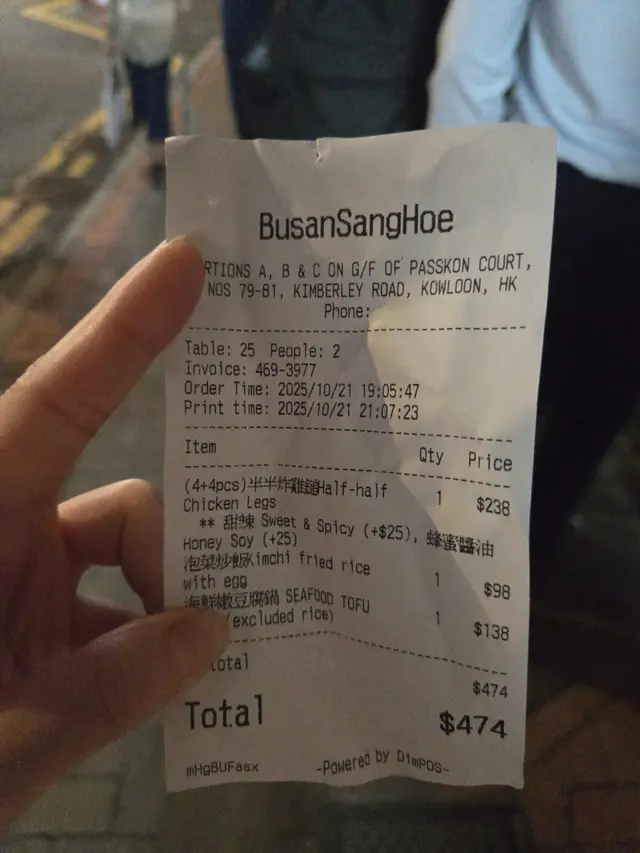 BusanSangHoe
RTIONS A, B & C ON G/F OF PASSKON COURT,
NOS 79-81, KIMBERLEY ROAD, KOWLOON, HK
Phone:
Table: 25 People: 2
Invoice: 469-3977
Order Time: 2025/10/21 19:05:47
Print time: 2025/10/21 21:07:23
Item Qty Price
(4+4pcs)半半炸雞鎚Half-half 1 $238
Chicken Legs
** 甜辣 Sweet & Spicy (+$25), 蜂蜜醬油
Honey Soy (+25)
泡菜炒飯Kimchi fried rice 1 $98
with egg
海鮮嫩豆腐鍋 SEAFOOD TOFU 1 $138
(excluded rice)
total $474
Total $474
mHgBUFasx -Powered by DimPOS-